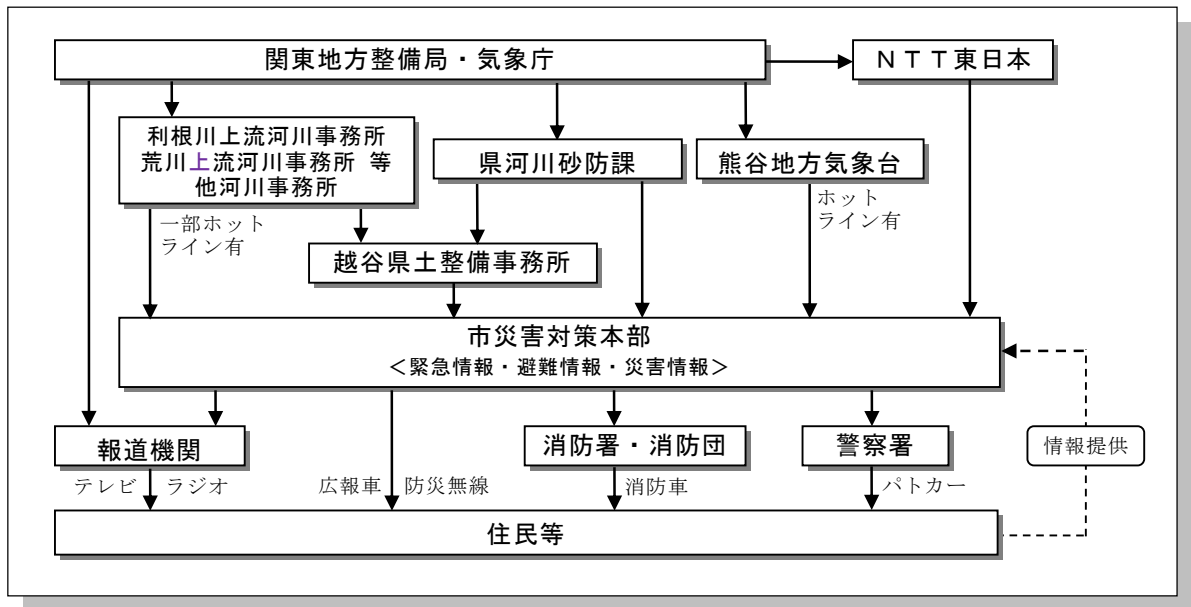 関東地方整備局・気象庁
ＮＴＴ東日本
利根川上流河川事務所
荒川上流河川事務所 等
他河川事務所
県河川砂防課
熊谷地方気象台
一部ホット
ライン有
ホット
ライン有
越谷県土整備事務所
市災害対策本部
＜緊急情報・避難情報・災害情報＞
報道機関
消防署・消防団
警察署
情報提供
テレビ ラジオ
広報車 防災無線
消防車
パトカー
住民等